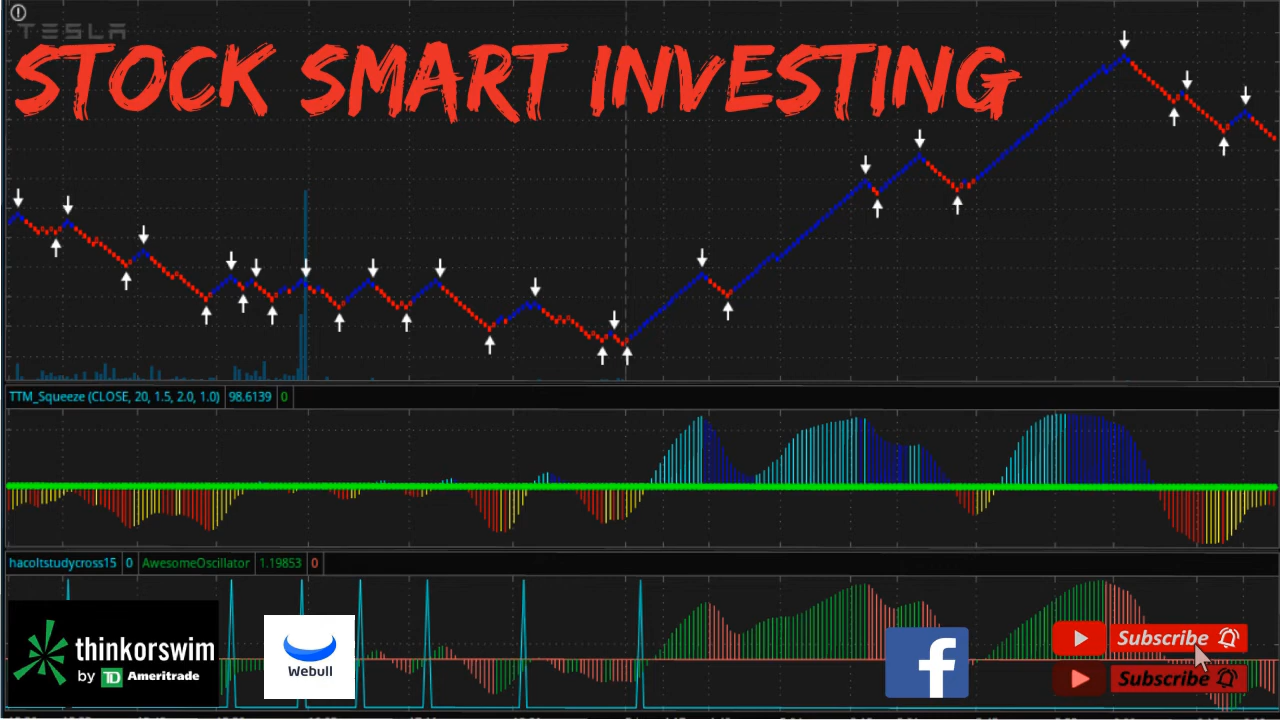 TESLA
STOCK SMART INVESTING
TTM_Squeeze (CLOSE, 20, 1.5, 2.0, 1.0) 98.6139 0
hacoltstudycross15 0 AwesomeOscillator 1.19853 0
thinkorswim
by TD Ameritrade
Webull
f
Subscribe
Subscribe